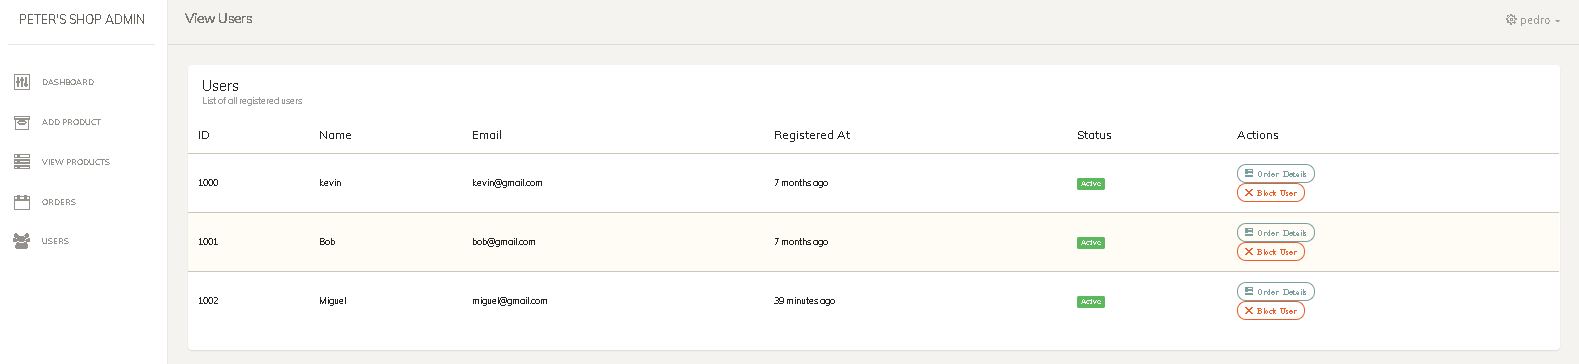 PETER'S SHOP ADMIN
View Users
pedro
DASHBOARD
ADD PRODUCT
VIEW PRODUCTS
ORDERS
USERS
Users
List of all registered users
ID Name Email Registered At Status Actions
1000 kevin kevin@gmail.com 7 months ago Active Order Details
Block User
1001 Bob bob@gmail.com 7 months ago Active Order Details
Block User
1002 Miguel miguel@gmail.com 39 minutes ago Active Order Details
Block User